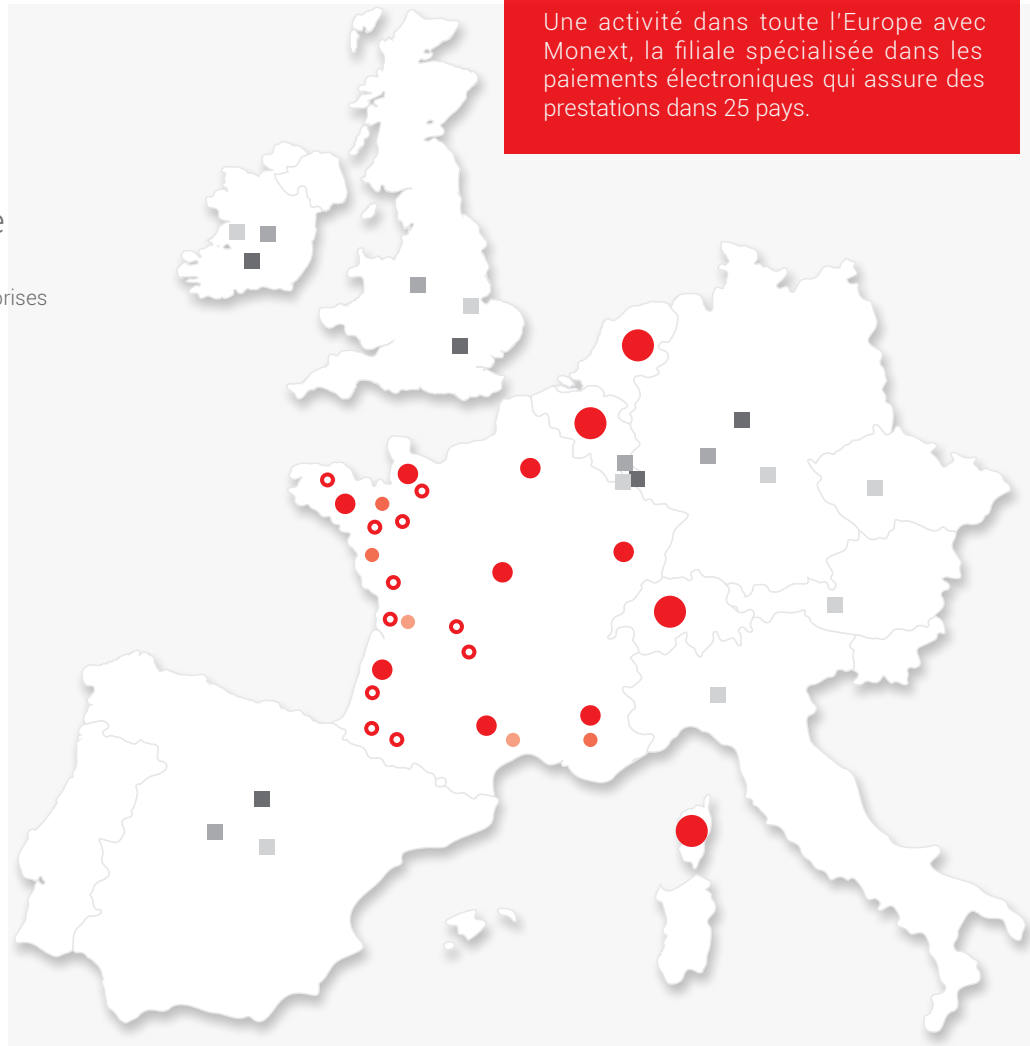 Une activité dans toute l'Europe avec
Monext, la filiale spécialisée dans les
paiements électroniques qui assure des
prestations dans 25 pays.